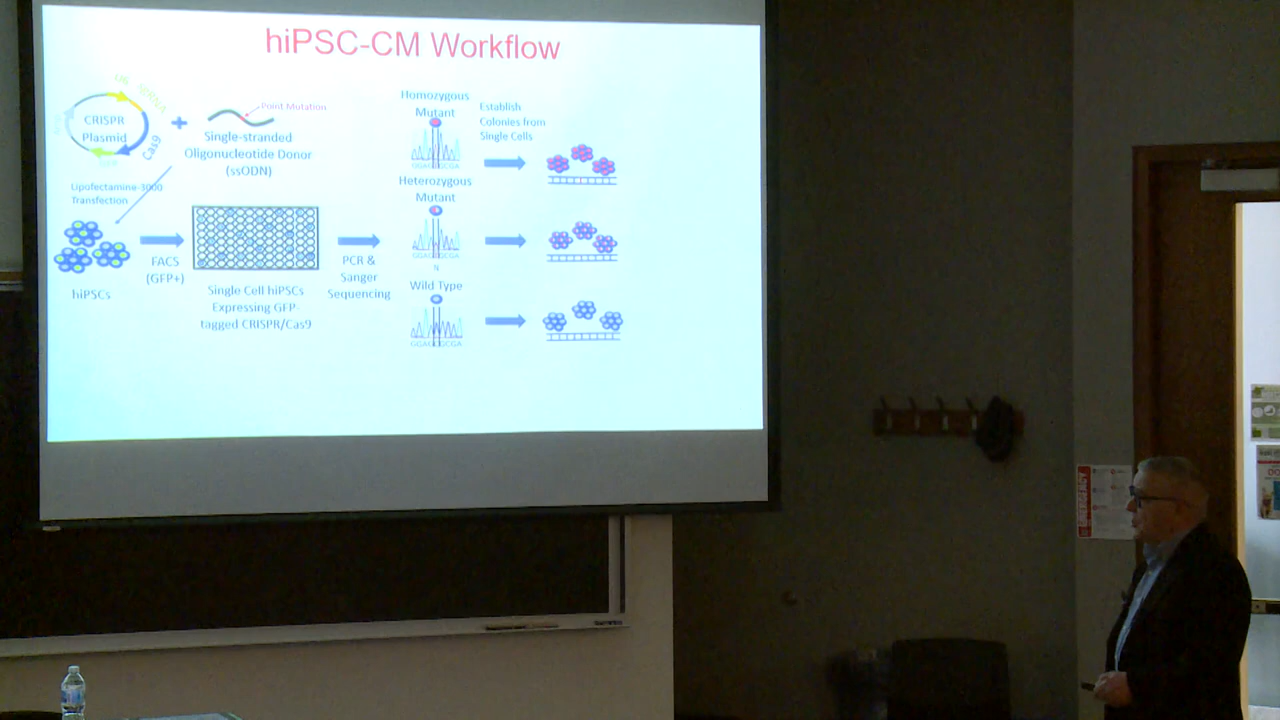 hiPSC-CM Workflow
CRISPR
Plasmid
Cas9
+
Point Mutation
Single-stranded
Oligonucleotide Donor
(ssODN)
Lipofectamine-3000
Transfection
hiPSCs
FACS
(GFP+)
Single Cell hiPSCs
Expressing GFP-
tagged CRISPR/Cas9
PCR &
Sanger
Sequencing
Homozygous
Mutant
Establish
Colonies from
Single Cells
Heterozygous
Mutant
N
Wild Type
EMERGENCY